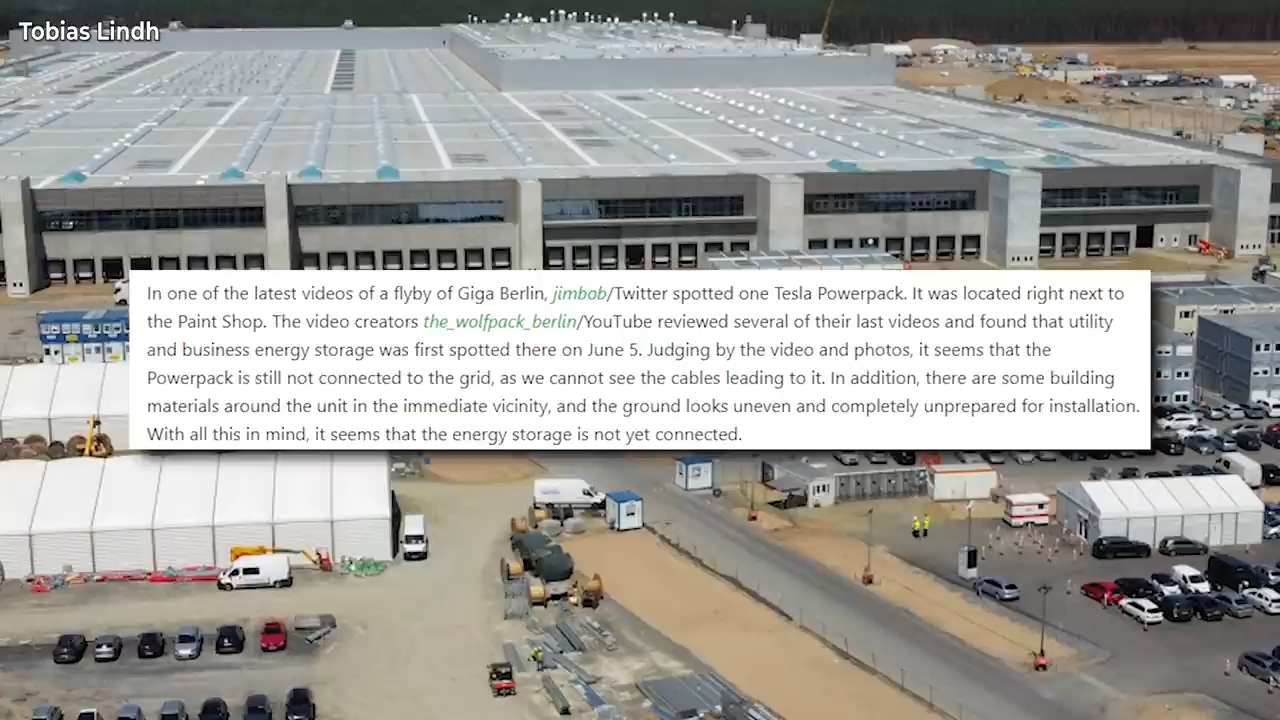 Tobias Lindh
In one of the latest videos of a flyby of Giga Berlin, jimbob/Twitter spotted one Tesla Powerpack. It was located right next to
the Paint Shop. The video creators the_wolfpack_berlin/YouTube reviewed several of their last videos and found that utility
and business energy storage was first spotted there on June 5. Judging by the video and photos, it seems that the
Powerpack is still not connected to the grid, as we cannot see the cables leading to it. In addition, there are some building
materials around the unit in the immediate vicinity, and the ground looks uneven and completely unprepared for installation.
With all this in mind, it seems that the energy storage is not yet connected.